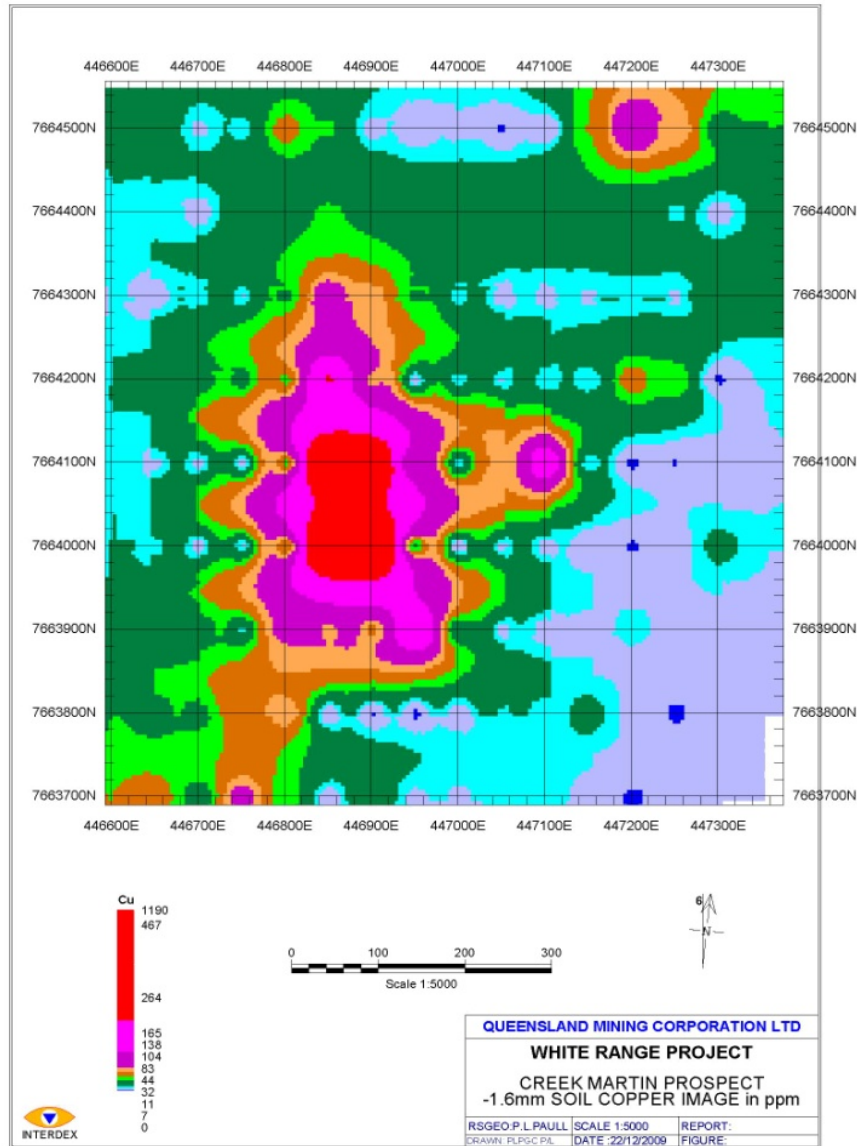 446600E 446700E 446800E 446900E 447000E 447100E 447200E 447300E
7664500N 7664500N
7664400N 7664400N
7664300N 7664300N
7664200N 7664200N
7664100N 7664100N
7664000N 7664000N
7663900N 7663900N
7663800N 7663800N
7663700N 7663700N
446600E 446700E 446800E 446900E 447000E 447100E 447200E 447300E
Cu
1190
467
264
165
138
104
83
44
32
11
7
0
0 100 200 300
Scale 1:5000
6
N
QUEENSLAND MINING CORPORATION LTD
WHITE RANGE PROJECT
CREEK MARTIN PROSPECT
-1.6mm SOIL COPPER IMAGE in ppm
RSGEO:P.L.PAULL SCALE 1:5000 REPORT:
DRAWN: PLPGC P/L DATE :22/12/2009 FIGURE:
INTERDEX